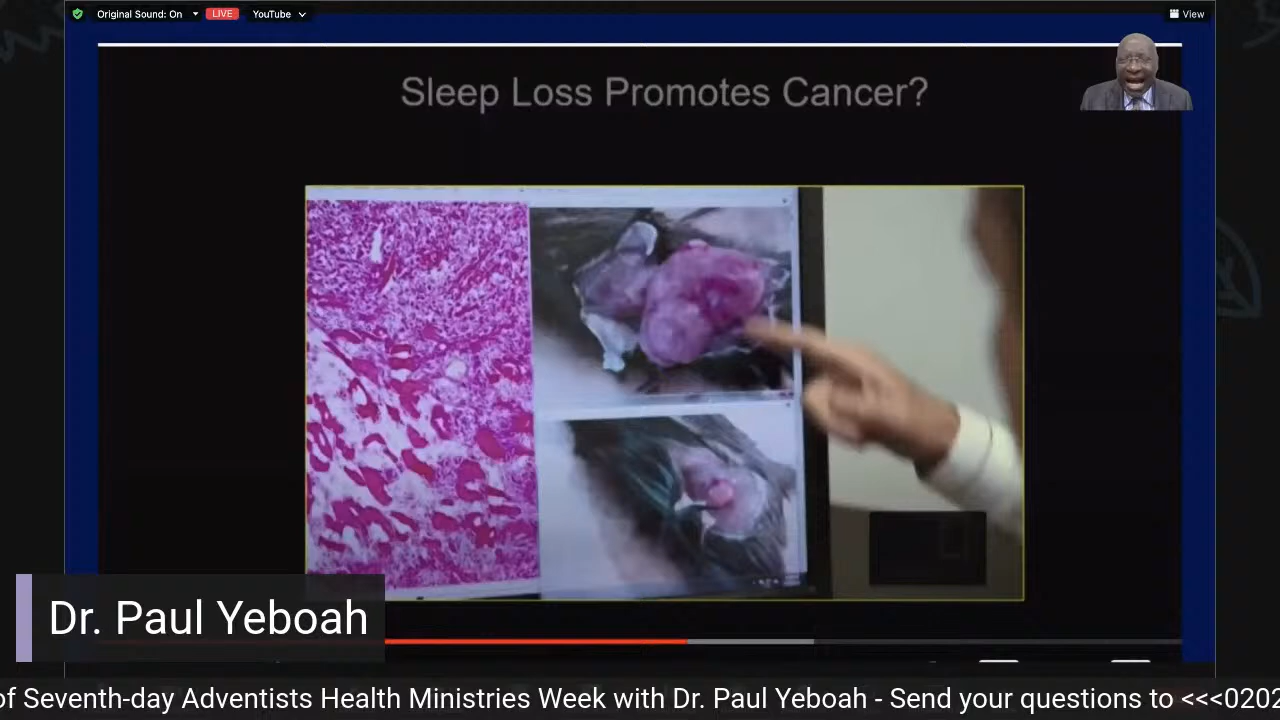 Original Sound: On
LIVE
YouTube
View
Sleep Loss Promotes Cancer?
Dr. Paul Yeboah
of Seventh-day Adventists Health Ministries Week with Dr. Paul Yeboah - Send your questions to <<<0202